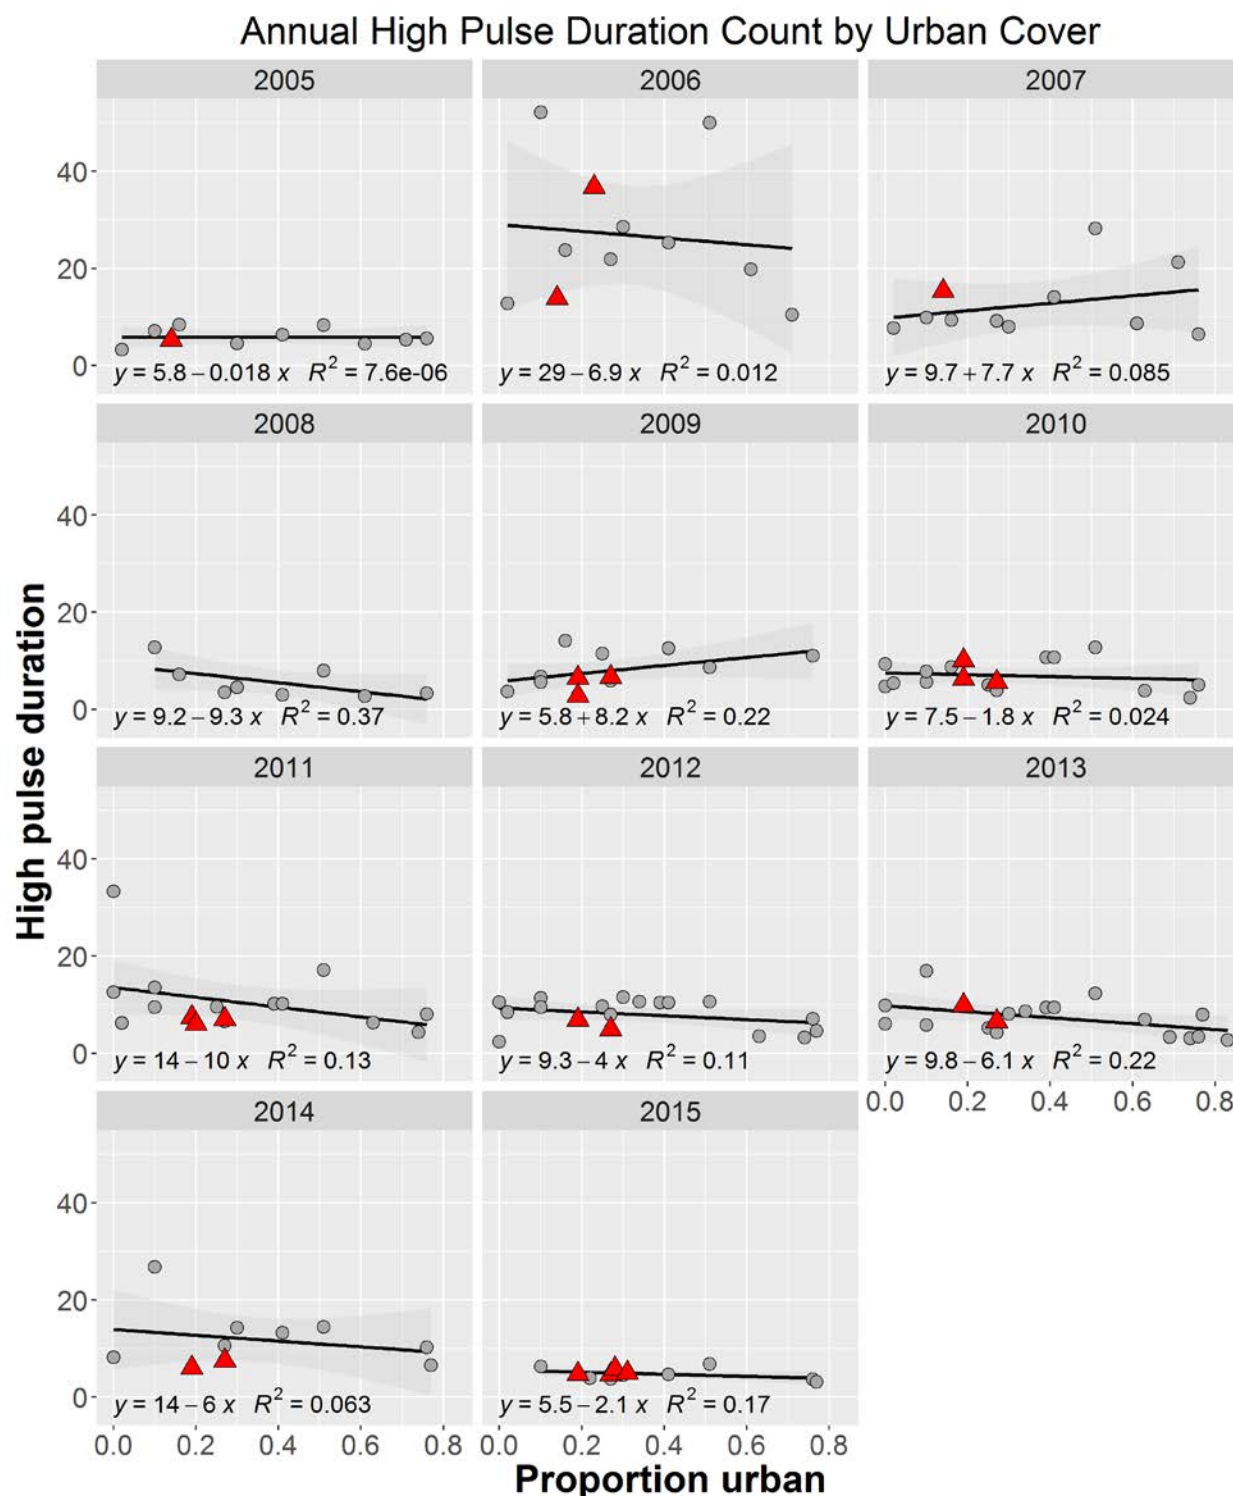 Annual High Pulse Duration Count by Urban Cover
2005 2006 2007
40
20
0
y = 5.8 − 0.018 x R² = 7.6e-06 y = 29 − 6.9 x R² = 0.012 y = 9.7 + 7.7 x R² = 0.085
2008 2009 2010
40
20
0
y = 9.2 − 9.3 x R² = 0.37 y = 5.8 + 8.2 x R² = 0.22 y = 7.5 − 1.8 x R² = 0.024
High pulse duration
2011 2012 2013
40
20
0
y = 14 − 10 x R² = 0.13 y = 9.3 − 4 x R² = 0.11 y = 9.8 − 6.1 x R² = 0.22
0.0 0.2 0.4 0.6 0.8
2014 2015
40
20
0
y = 14 − 6 x R² = 0.063 y = 5.5 − 2.1 x R² = 0.17
0.0 0.2 0.4 0.6 0.8 0.0 0.2 0.4 0.6 0.8
Proportion urban